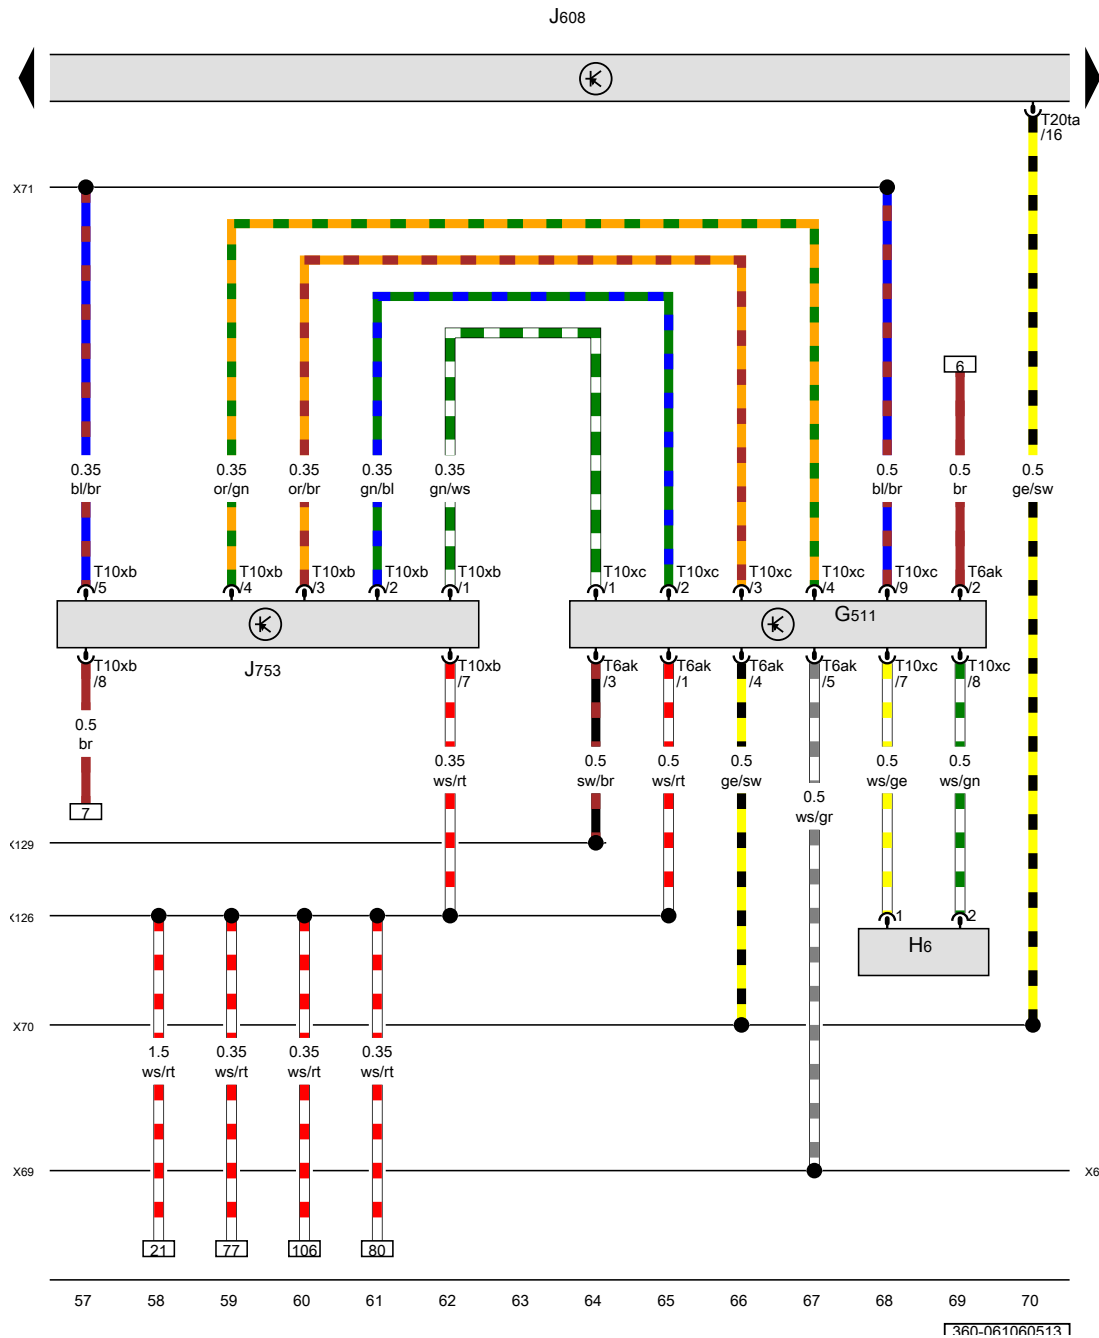 J608
T20ta
/16
X71
6
0.35 0.35 0.35 0.35 0.35 0.5 0.5 0.5
bl/br or/gn or/br gn/bl gn/ws bl/br br ge/sw
T10xb T10xb T10xb T10xb T10xb T10xc T10xc T10xc T10xc T10xc T6ak
/5 /4 /3 /2 /1 /1 /2 /3 /4 /9 /2
G511
J753
T10xb T10xb T6ak T6ak T6ak T6ak T10xc T10xc
/8 /7 /3 /1 /4 /5 /7 /8
0.5
br
0.35 0.5 0.5 0.5 0.5 0.5
ws/rt sw/br ws/rt ge/sw ws/ge ws/gn
0.5
ws/gr
7
129
126
1 2
H6
X70
1.5 0.35 0.35 0.35
ws/rt ws/rt ws/rt ws/rt
X69 X6
21 77 106 80
57 58 59 60 61 62 63 64 65 66 67 68 69 70
360-061060513